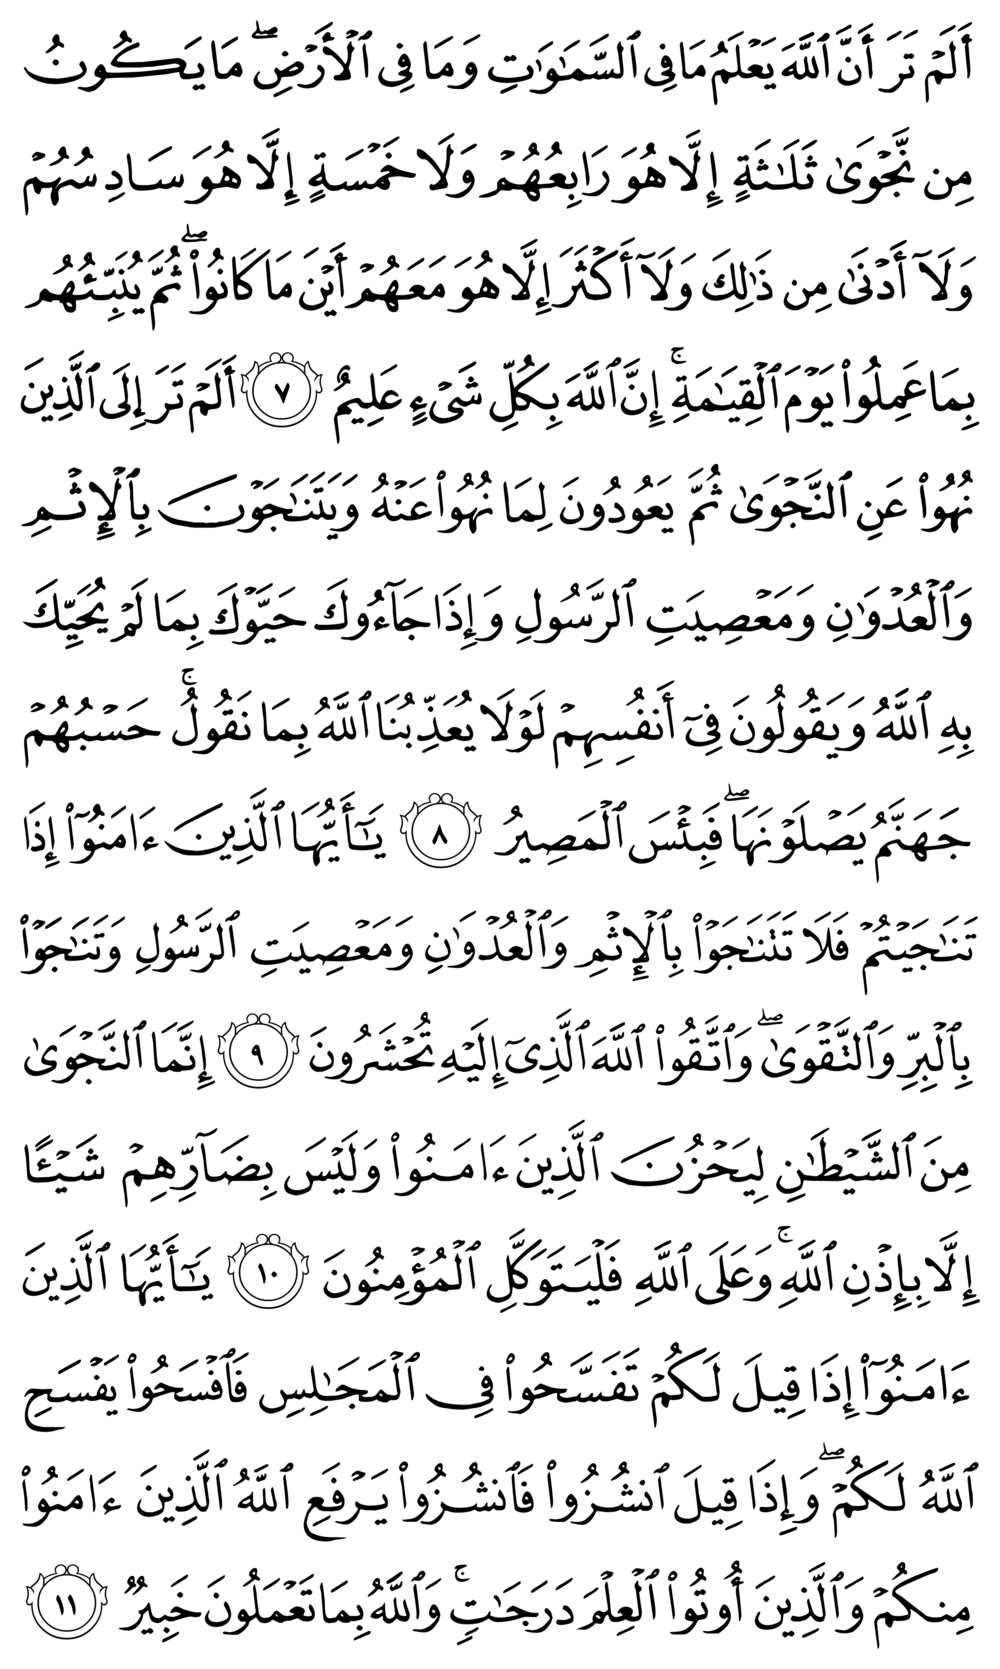 أَلَمْ تَرَ أَنَّ ٱللَّهَ يَعْلَمُ مَا فِى ٱلسَّمَٰوَٰتِ وَمَا فِى ٱلْأَرْضِ ۖ مَا يَكُونُ
مِن نَّجْوَىٰ ثَلَٰثَةٍ إِلَّا هُوَ رَابِعُهُمْ وَلَا خَمْسَةٍ إِلَّا هُوَ سَادِسُهُمْ
وَلَآ أَدْنَىٰ مِن ذَٰلِكَ وَلَآ أَكْثَرَ إِلَّا هُوَ مَعَهُمْ أَيْنَ مَا كَانُوا۟ ۖ ثُمَّ يُنَبِّئُهُم
بِمَا عَمِلُوا۟ يَوْمَ ٱلْقِيَٰمَةِ ۚ إِنَّ ٱللَّهَ بِكُلِّ شَىْءٍ عَلِيمٌ ٧ أَلَمْ تَرَ إِلَى ٱلَّذِينَ
نُهُوا۟ عَنِ ٱلنَّجْوَىٰ ثُمَّ يَعُودُونَ لِمَا نُهُوا۟ عَنْهُ وَيَتَنَٰجَوْنَ بِٱلْإِثْمِ
وَٱلْعُدْوَٰنِ وَمَعْصِيَتِ ٱلرَّسُولِ وَإِذَا جَآءُوكَ حَيَّوْكَ بِمَا لَمْ يُحَيِّكَ
بِهِ ٱللَّهُ وَيَقُولُونَ فِىٓ أَنفُسِهِمْ لَوْلَا يُعَذِّبُنَا ٱللَّهُ بِمَا نَقُولُ ۚ حَسْبُهُمْ
جَهَنَّمُ يَصْلَوْنَهَا ۖ فَبِئْسَ ٱلْمَصِيرُ ٨ يَٰٓأَيُّهَا ٱلَّذِينَ ءَامَنُوٓا۟ إِذَا
تَنَٰجَيْتُمْ فَلَا تَتَنَٰجَوْا۟ بِٱلْإِثْمِ وَٱلْعُدْوَٰنِ وَمَعْصِيَتِ ٱلرَّسُولِ وَتَنَٰجَوْا۟
بِٱلْبِرِّ وَٱلتَّقْوَىٰ ۖ وَٱتَّقُوا۟ ٱللَّهَ ٱلَّذِىٓ إِلَيْهِ تُحْشَرُونَ ٩ إِنَّمَا ٱلنَّجْوَىٰ
مِنَ ٱلشَّيْطَٰنِ لِيَحْزُنَ ٱلَّذِينَ ءَامَنُوا۟ وَلَيْسَ بِضَآرِّهِمْ شَيْـًٔا
إِلَّا بِإِذْنِ ٱللَّهِ ۚ وَعَلَى ٱللَّهِ فَلْيَتَوَكَّلِ ٱلْمُؤْمِنُونَ ١٠ يَٰٓأَيُّهَا ٱلَّذِينَ
ءَامَنُوٓا۟ إِذَا قِيلَ لَكُمْ تَفَسَّحُوا۟ فِى ٱلْمَجَٰلِسِ فَٱفْسَحُوا۟ يَفْسَحِ
ٱللَّهُ لَكُمْ ۖ وَإِذَا قِيلَ ٱنشُزُوا۟ فَٱنشُزُوا۟ يَرْفَعِ ٱللَّهُ ٱلَّذِينَ ءَامَنُوا۟
مِنكُمْ وَٱلَّذِينَ أُوتُوا۟ ٱلْعِلْمَ دَرَجَٰتٍ ۚ وَٱللَّهُ بِمَا تَعْمَلُونَ خَبِيرٌ ١١